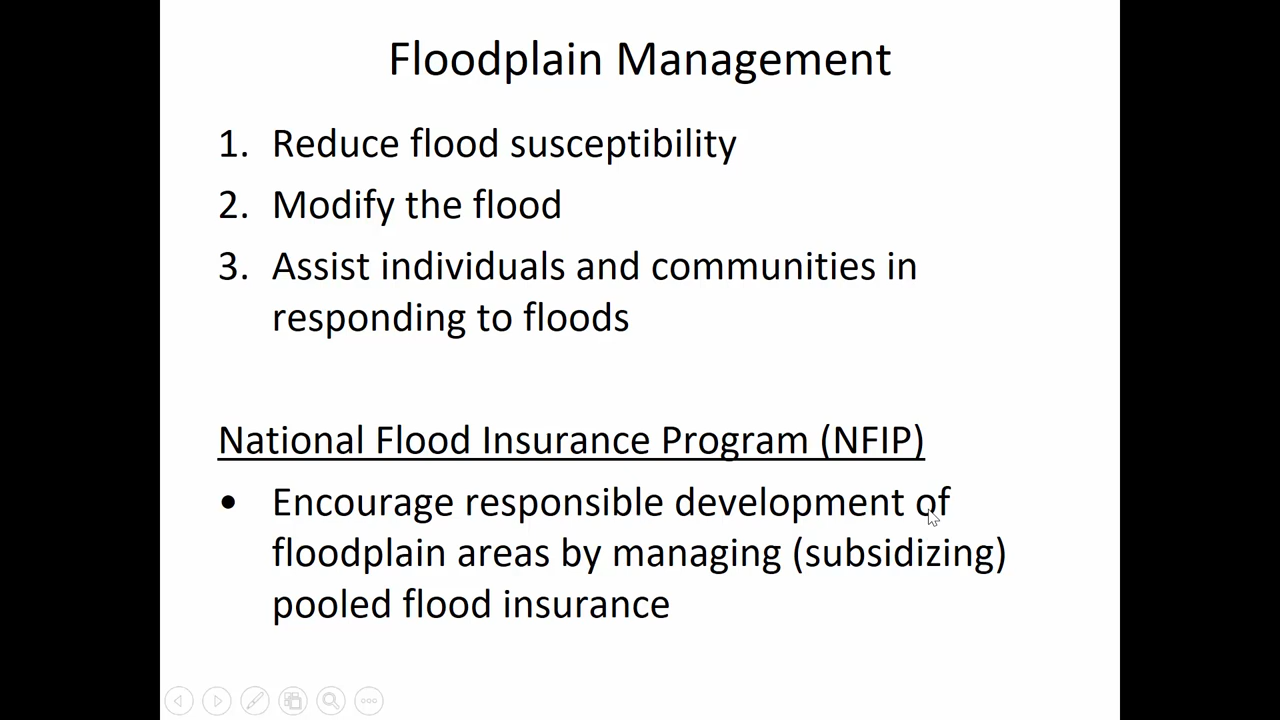 Floodplain Management
1. Reduce flood susceptibility
2. Modify the flood
3. Assist individuals and communities in
responding to floods
National Flood Insurance Program (NFIP)
• Encourage responsible development of
floodplain areas by managing (subsidizing)
pooled flood insurance